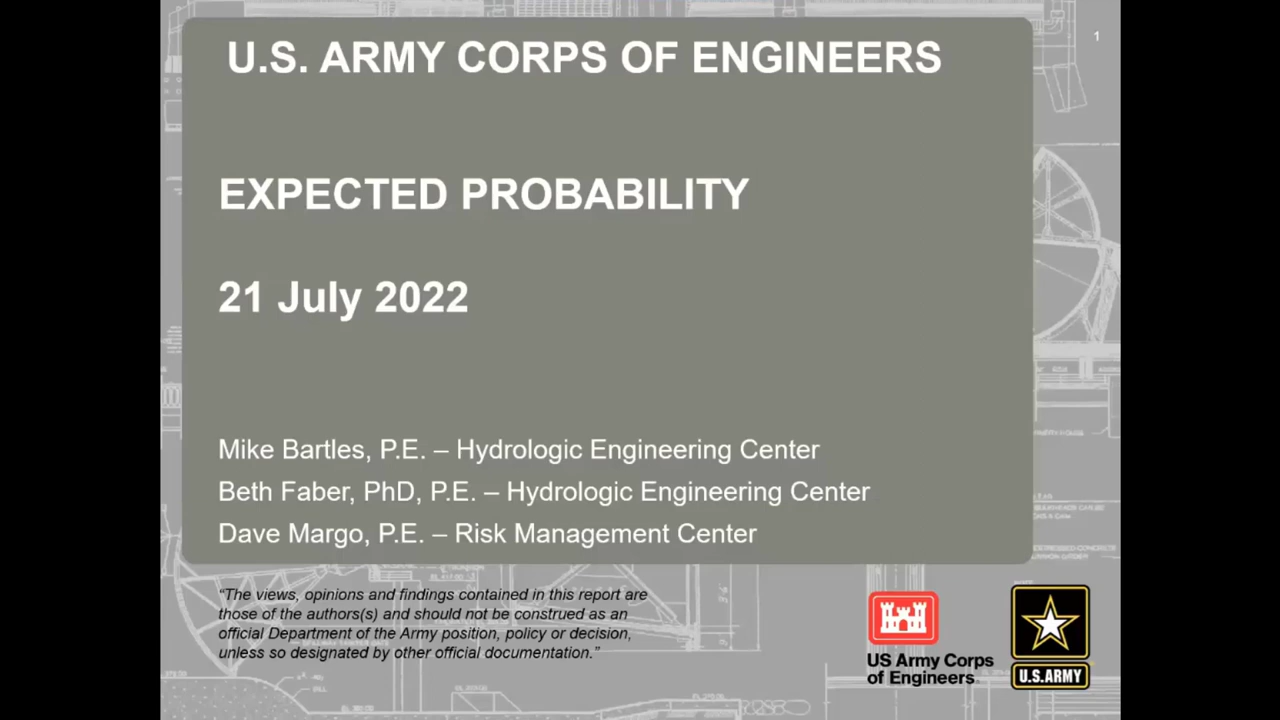 1
U.S. ARMY CORPS OF ENGINEERS
EXPECTED PROBABILITY
21 July 2022
Mike Bartles, P.E. – Hydrologic Engineering Center
Beth Faber, PhD, P.E. – Hydrologic Engineering Center
Dave Margo, P.E. – Risk Management Center
“The views, opinions and findings contained in this report are
those of the authors(s) and should not be construed as an
official Department of the Army position, policy or decision,
unless so designated by other official documentation.”
US Army Corps
of Engineers
U.S.ARMY